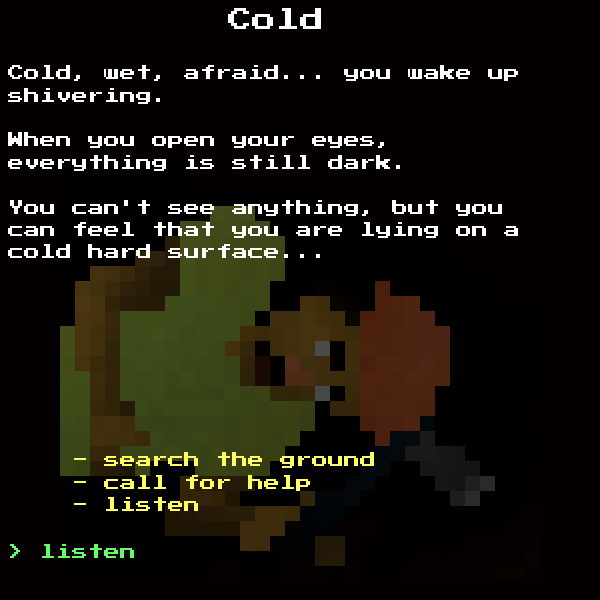 Cold
Cold, wet, afraid... you wake up
shivering.
When you open your eyes,
everything is still dark.
You can't see anything, but you
can feel that you are lying on a
cold hard surface...
- search the ground
- call for help
- listen
> listen